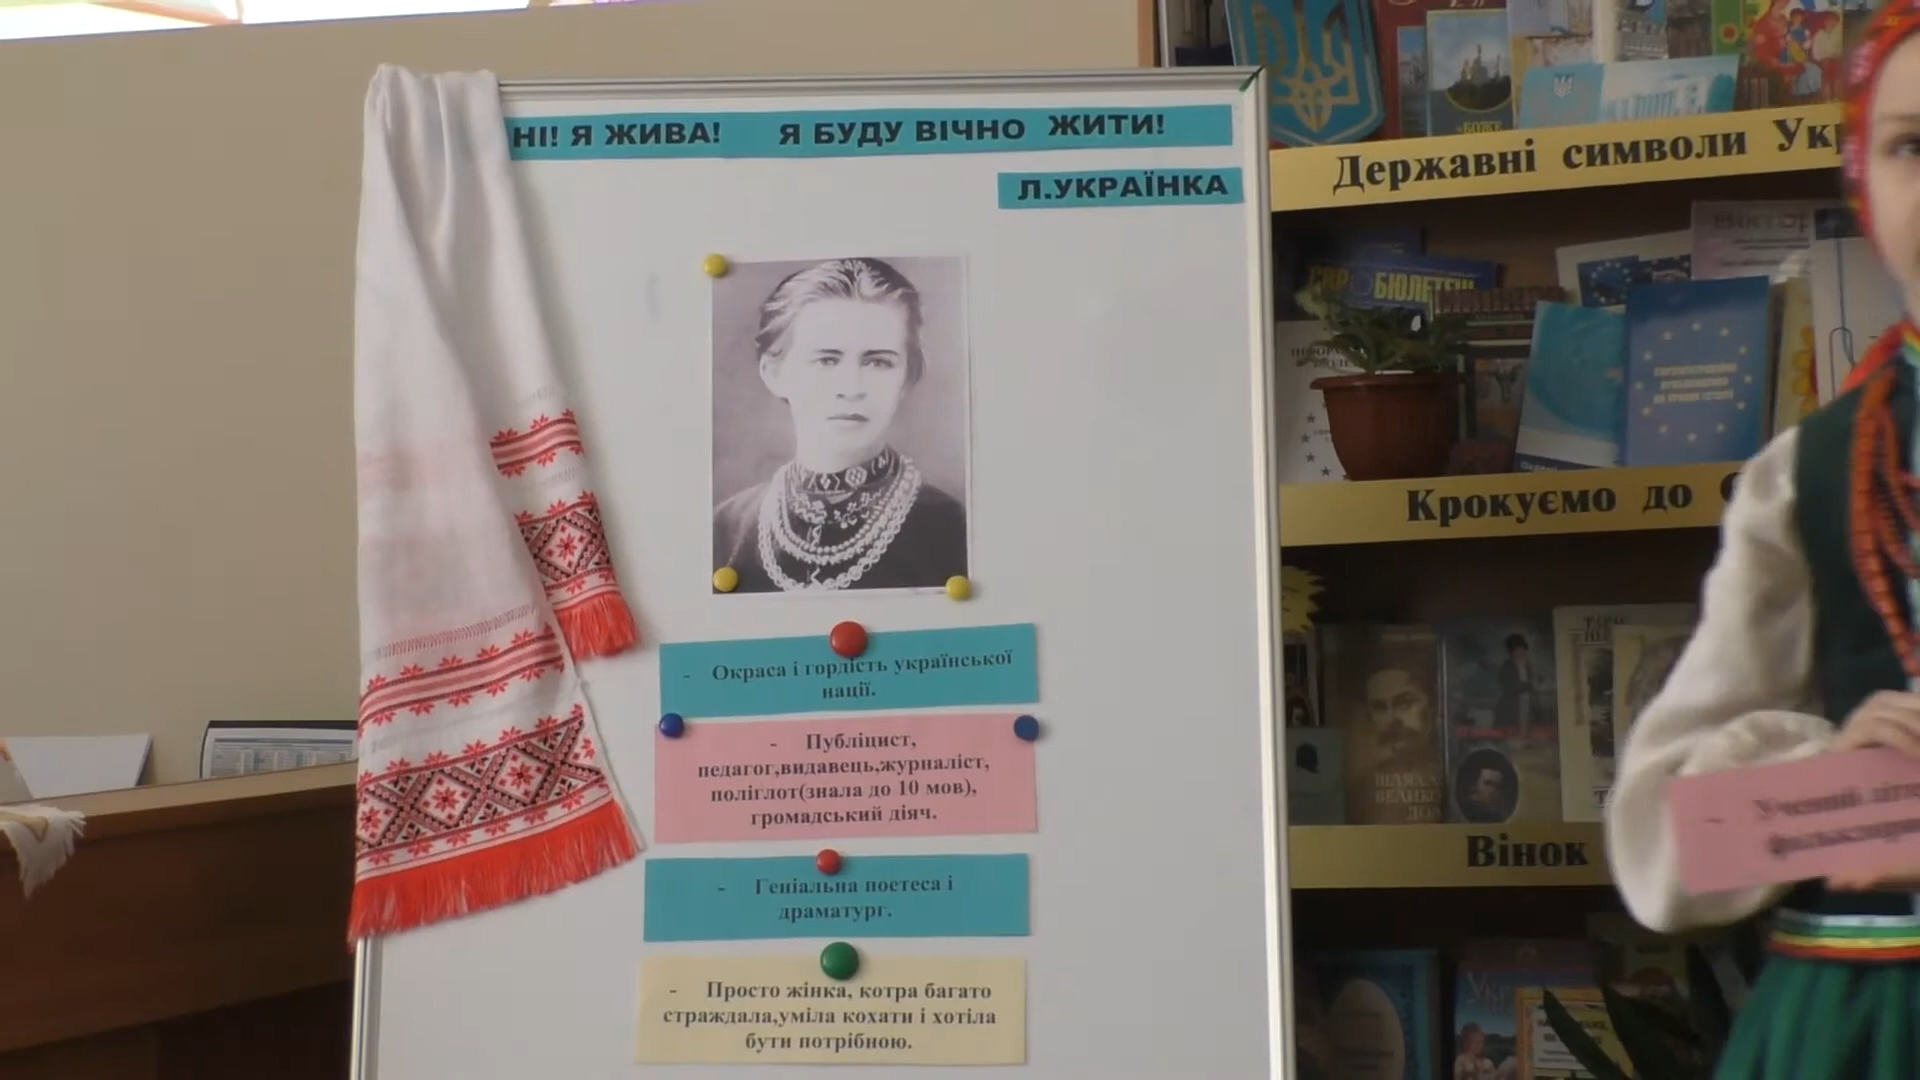 НІ! Я ЖИВА! Я БУДУ ВІЧНО ЖИТИ!
Л.УКРАЇНКА
- Окраса і гордість української
нації.
- Публіцист,
педагог,видавець,журналіст,
поліглот(знала до 10 мов),
громадський діяч.
- Геніальна поетеса і
драматург.
- Просто жінка, котра багато
страждала,уміла кохати і хотіла
бути потрібною.
Державні символи Ук
БЮЛЕТЕНЬ
Крокуємо до
Вінок
- Учений